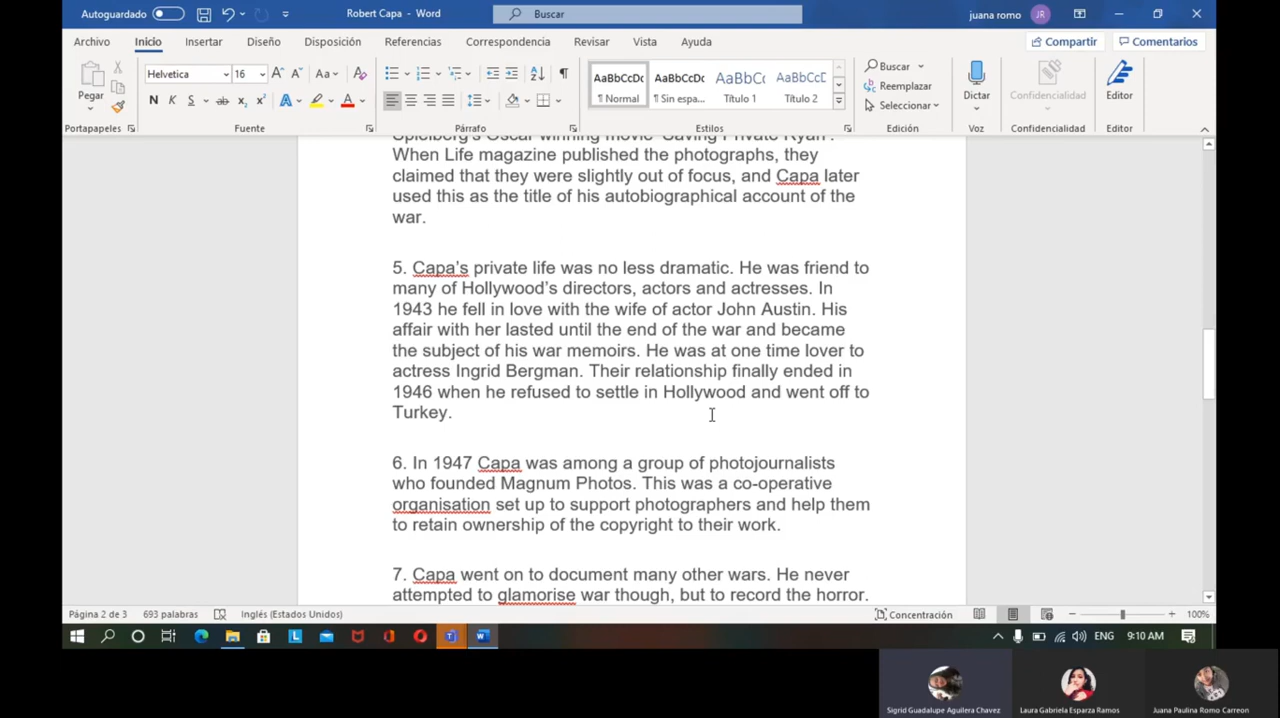 Autoguardado
Robert Capa - Word
Buscar
juana romo
JR
Archivo Inicio Insertar Diseño Disposición Referencias Correspondencia Revisar Vista Ayuda
Compartir Comentarios
Pegar
Helvetica 16
Aa
N K S ab x₂ x² A A
AaBbCcDc AaBbCcDc AaBbCc AaBbCcD
¶ Normal ¶ Sin espa... Título 1 Título 2
Buscar
Reemplazar
Seleccionar
Dictar
Confidencialidad
Editor
Portapapeles Fuente Párrafo Estilos Edición Voz Confidencialidad Editor
Spielberg's Oscar winning movie 'Saving Private Ryan'.
When Life magazine published the photographs, they
claimed that they were slightly out of focus, and Capa later
used this as the title of his autobiographical account of the
war.
5. Capa's private life was no less dramatic. He was friend to
many of Hollywood's directors, actors and actresses. In
1943 he fell in love with the wife of actor John Austin. His
affair with her lasted until the end of the war and became
the subject of his war memoirs. He was at one time lover to
actress Ingrid Bergman. Their relationship finally ended in
1946 when he refused to settle in Hollywood and went off to
Turkey.
6. In 1947 Capa was among a group of photojournalists
who founded Magnum Photos. This was a co-operative
organisation set up to support photographers and help them
to retain ownership of the copyright to their work.
7. Capa went on to document many other wars. He never
attempted to glamorise war though, but to record the horror.
Página 2 de 3 693 palabras Inglés (Estados Unidos)
Concentración
100%
ENG 9:10 AM
Sigrid Guadalupe Aguilera Chavez
Laura Gabriela Esparza Ramos
Juana Paulina Romo Carreon